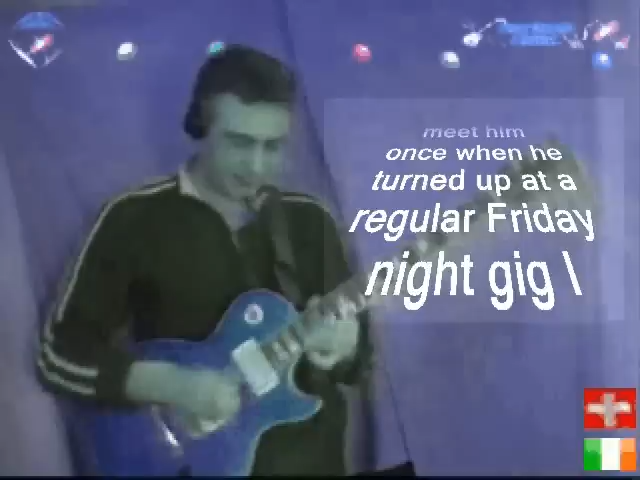 meet him
once when he
turned up at a
regular Friday
night gig \